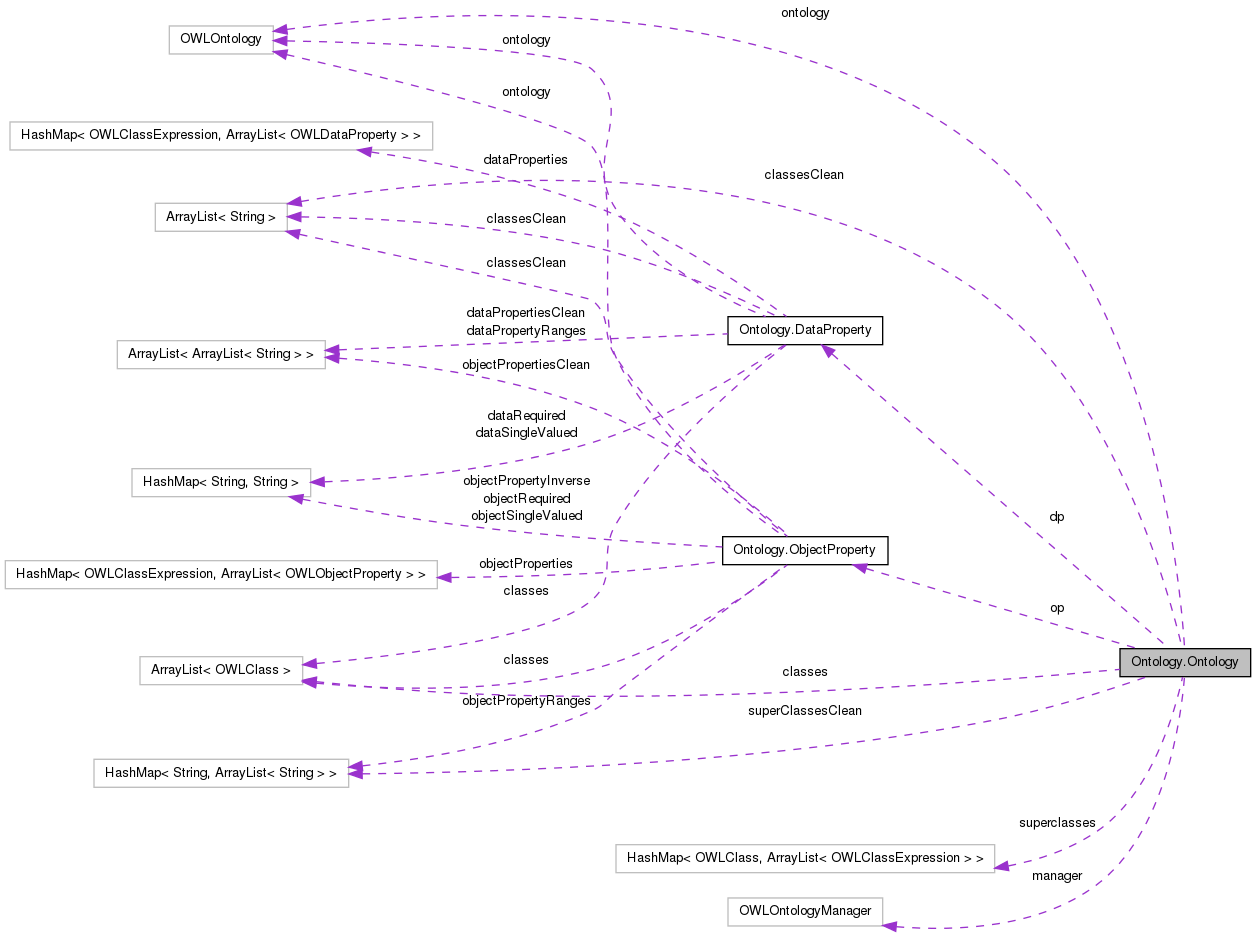 ontology
OWLOntology
ontology
ontology
HashMap< OWLClassExpression, ArrayList< OWLDataProperty > >
dataProperties
classesClean
ArrayList< String >
classesClean
classesClean
dataPropertiesClean
dataPropertyRanges
Ontology.DataProperty
ArrayList< ArrayList< String > >
objectPropertiesClean
dataRequired
dataSingleValued
HashMap< String, String >
objectPropertyInverse
objectRequired
objectSingleValued
dp
Ontology.ObjectProperty
HashMap< OWLClassExpression, ArrayList< OWLObjectProperty > >
objectProperties
classes
op
ArrayList< OWLClass >
classes
classes
Ontology.Ontology
objectPropertyRanges
superClassesClean
HashMap< String, ArrayList< String > >
superclasses
HashMap< OWLClass, ArrayList< OWLClassExpression > >
manager
OWLOntologyManager